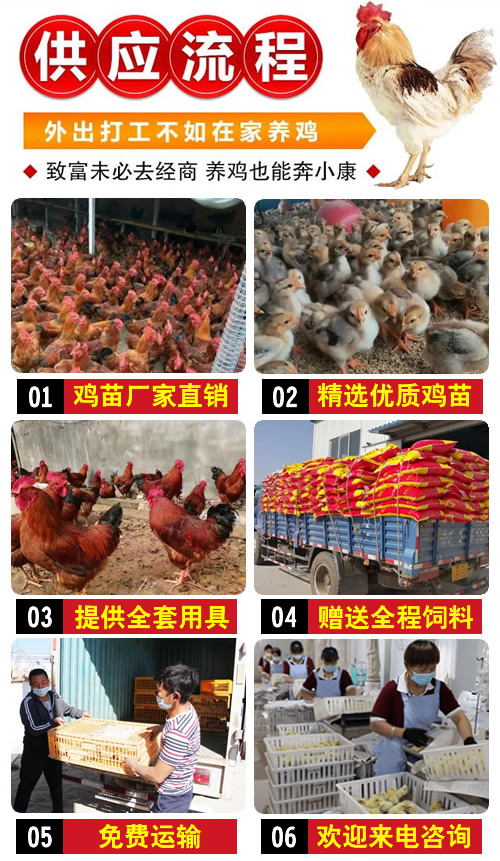 供应流程
外出打工不如在家养鸡
致富未必去经商 养鸡也能奔小康
01 鸡苗厂家直销
02 精选优质鸡苗
03 提供全套用具
04 赠送全程饲料
05 免费运输
06 欢迎来电咨询